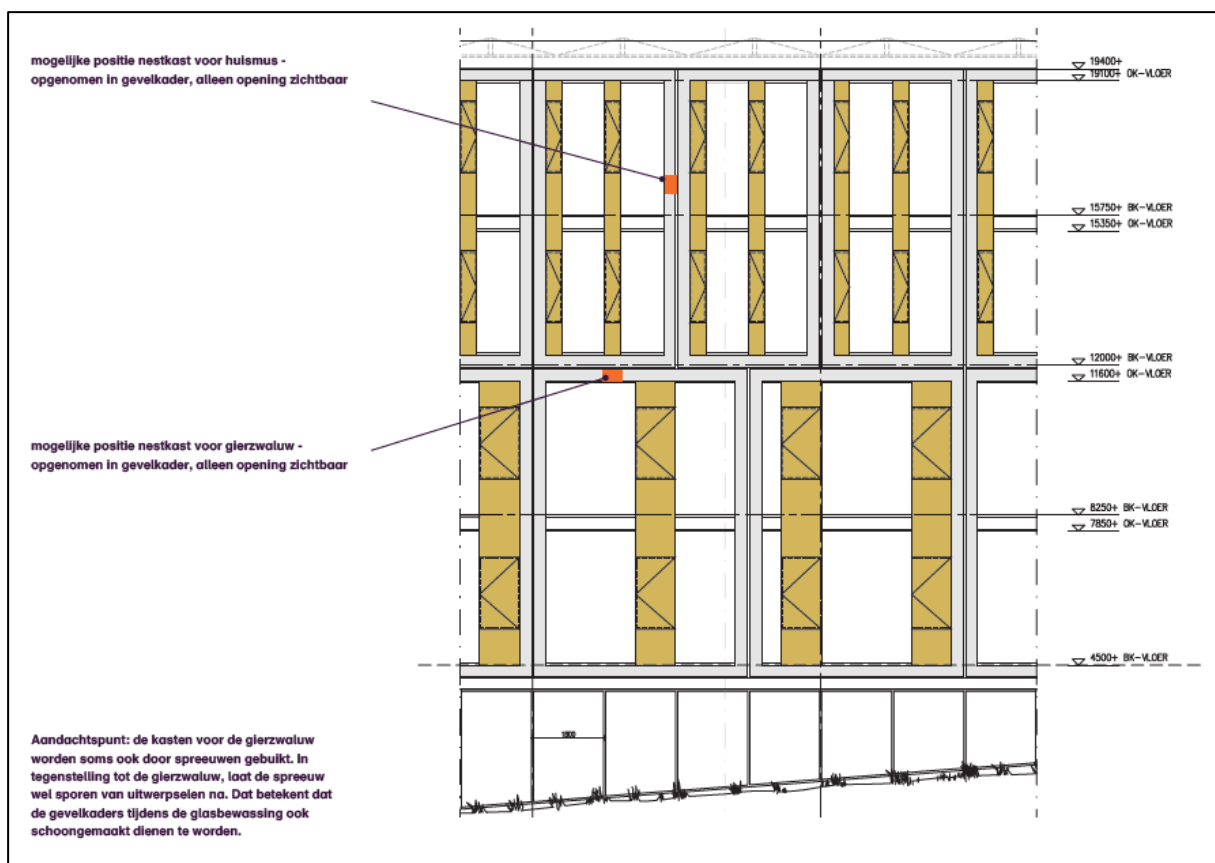 mogelijke positie nestkast voor huismus -
opgenomen in gevelkader, alleen opening zichtbaar
19400+
19100+ OK-VLOER
15750+ BK-VLOER
15350+ OK-VLOER
12000+ BK-VLOER
11600+ OK-VLOER
mogelijke positie nestkast voor gierzwaluw -
opgenomen in gevelkader, alleen opening zichtbaar
8250+ BK-VLOER
7850+ OK-VLOER
4500+ BK-VLOER
1800
Aandachtspunt: de kasten voor de gierzwaluw
worden soms ook door spreeuwen gebuikt. In
tegenstelling tot de gierzwaluw, laat de spreeuw
wel sporen van uitwerpselen na. Dat betekent dat
de gevelkaders tijdens de glasbewassing ook
schoongemaakt dienen te worden.